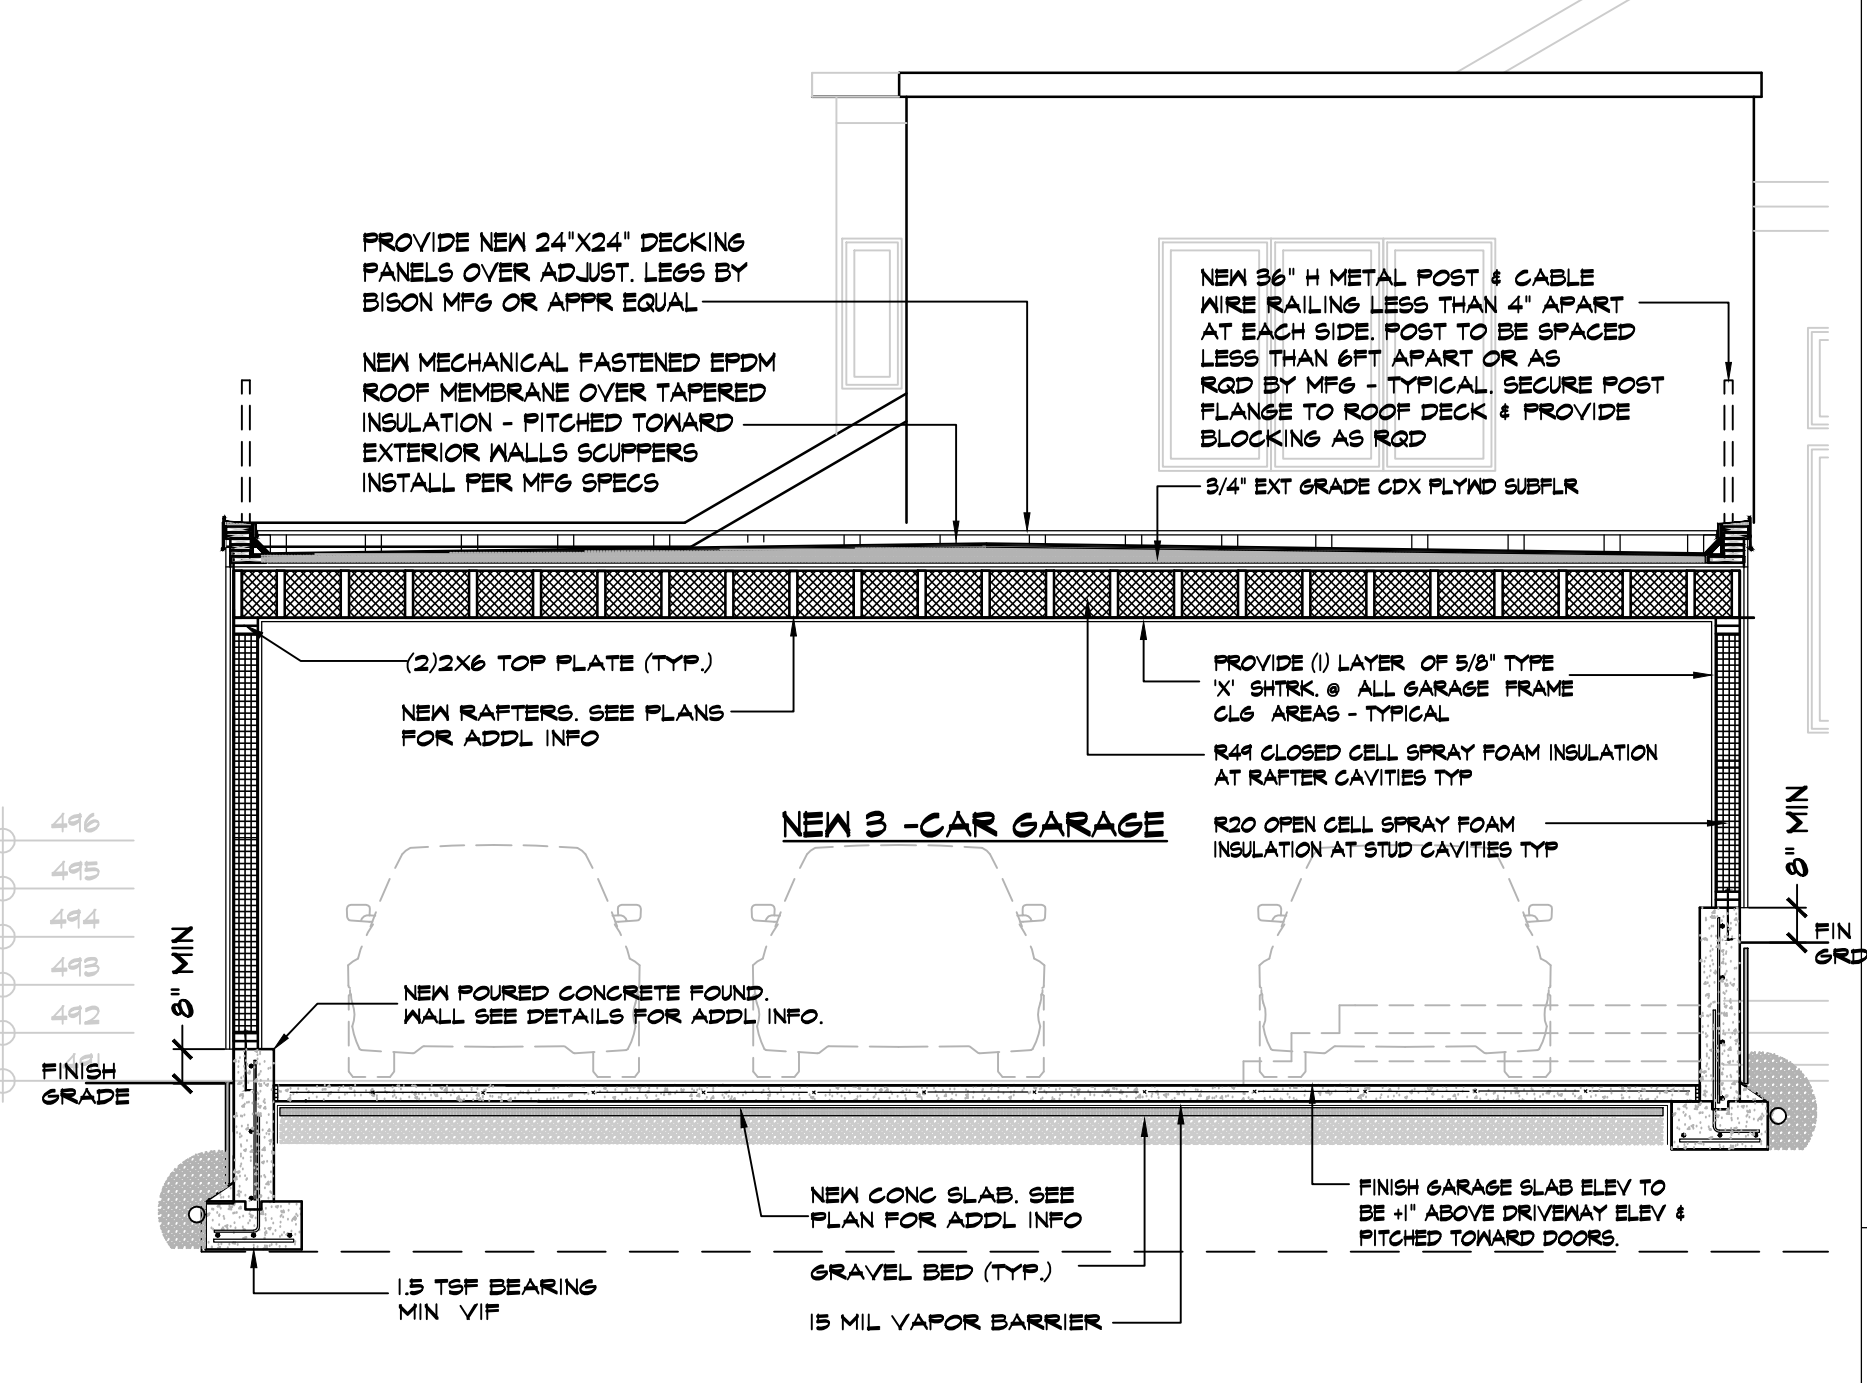 PROVIDE NEW 24"X24" DECKING
PANELS OVER ADJUST. LEGS BY
BISON MFG OR APPR EQUAL
NEW MECHANICAL FASTENED EPDM
ROOF MEMBRANE OVER TAPERED
INSULATION - PITCHED TOWARD
EXTERIOR WALLS SCUPPERS
INSTALL PER MFG SPECS
NEW 36" H METAL POST & CABLE
WIRE RAILING LESS THAN 4" APART
AT EACH SIDE. POST TO BE SPACED
LESS THAN 6FT APART OR AS
RQD BY MFG - TYPICAL. SECURE POST
FLANGE TO ROOF DECK & PROVIDE
BLOCKING AS RQD
3/4" EXT GRADE CDX PLYWD SUBFLR
(2)2X6 TOP PLATE (TYP.)
NEW RAFTERS. SEE PLANS
FOR ADDL INFO
PROVIDE (1) LAYER OF 5/8" TYPE
'X' SHTRK. @ ALL GARAGE FRAME
CLG AREAS - TYPICAL
R49 CLOSED CELL SPRAY FOAM INSULATION
AT RAFTER CAVITIES TYP
R20 OPEN CELL SPRAY FOAM
INSULATION AT STUD CAVITIES TYP
NEW 3 -CAR GARAGE
496
495
494
493
492
491
8" MIN
FINISH
GRADE
8" MIN
FIN
GRD
NEW POURED CONCRETE FOUND.
WALL SEE DETAILS FOR ADDL INFO.
NEW CONC SLAB. SEE
PLAN FOR ADDL INFO
GRAVEL BED (TYP.)
15 MIL VAPOR BARRIER
FINISH GARAGE SLAB ELEV TO
BE +1" ABOVE DRIVEWAY ELEV &
PITCHED TOWARD DOORS.
1.5 TSF BEARING
MIN VIF